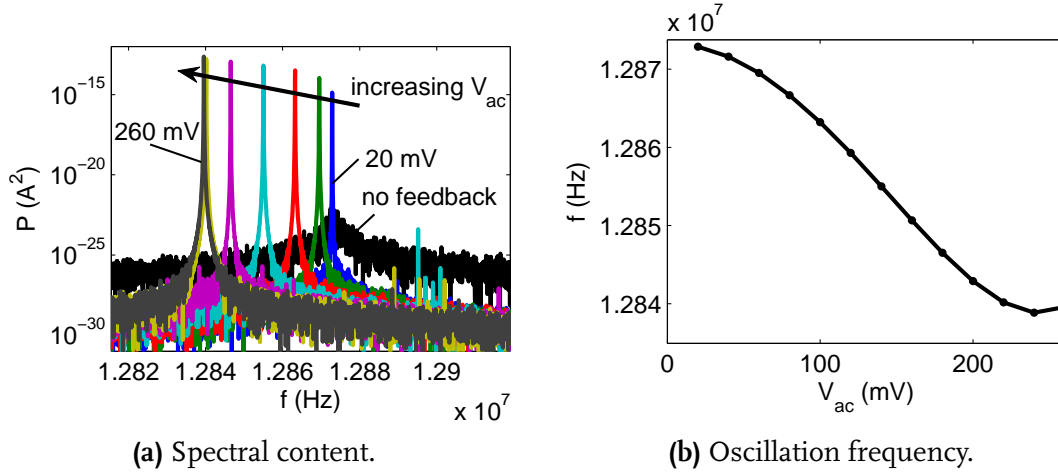 10^-15
10^-20
10^-25
10^-30
P (A^2)
increasing V_ac
260 mV
20 mV
no feedback
1.282 1.284 1.286 1.288 1.29
f (Hz)
x 10^7
(a) Spectral content.
x 10^7
1.287
1.286
1.285
1.284
f (Hz)
0 100 200
V_ac (mV)
(b) Oscillation frequency.